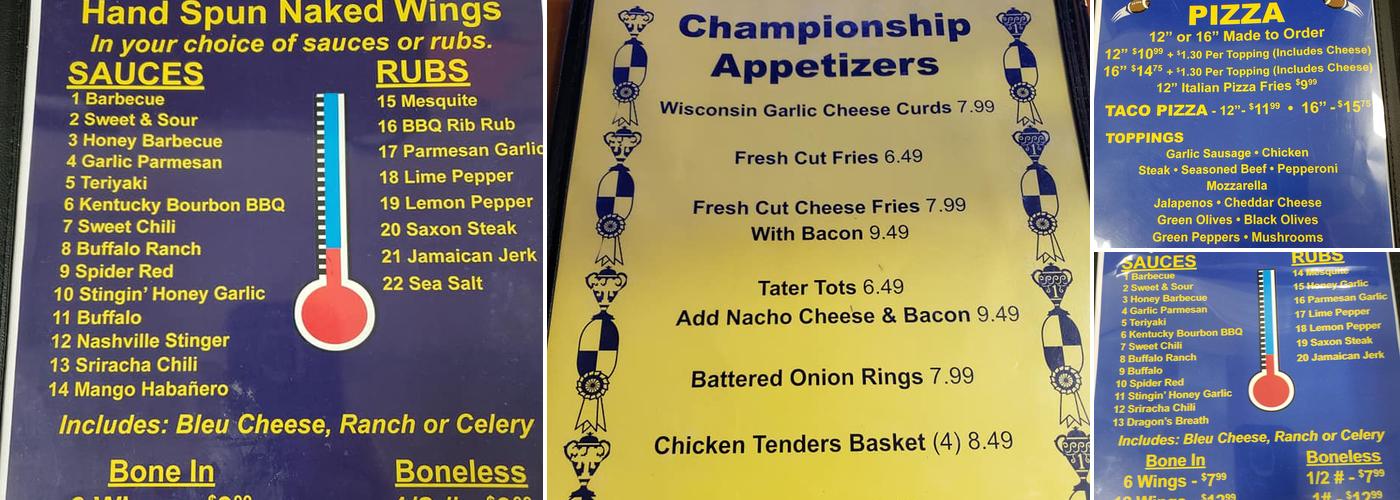 Hand Spun Naked Wings
In your choice of sauces or rubs.
SAUCES
1 Barbecue
2 Sweet & Sour
3 Honey Barbecue
4 Garlic Parmesan
5 Teriyaki
6 Kentucky Bourbon BBQ
7 Sweet Chili
8 Buffalo Ranch
9 Spider Red
10 Stingin' Honey Garlic
11 Buffalo
12 Nashville Stinger
13 Sriracha Chili
14 Mango Habañero
RUBS
15 Mesquite
16 BBQ Rib Rub
17 Parmesan Garlic
18 Lime Pepper
19 Lemon Pepper
20 Saxon Steak
21 Jamaican Jerk
22 Sea Salt
Includes: Bleu Cheese, Ranch or Celery
Bone In
Boneless
Championship
Appetizers
Wisconsin Garlic Cheese Curds 7.99
Fresh Cut Fries 6.49
Fresh Cut Cheese Fries 7.99
With Bacon 9.49
Tater Tots 6.49
Add Nacho Cheese & Bacon 9.49
Battered Onion Rings 7.99
Chicken Tenders Basket (4) 8.49
PIZZA
12" or 16" Made to Order
12" $10.99 + $1.30 Per Topping (Includes Cheese)
16" $14.75 + $1.30 Per Topping (Includes Cheese)
12" Italian Pizza Fries $9.99
TACO PIZZA - 12"- $11.99 • 16" - $15.75
TOPPINGS
Garlic Sausage • Chicken
Steak • Seasoned Beef • Pepperoni
Mozzarella
Jalapenos • Cheddar Cheese
Green Olives • Black Olives
Green Peppers • Mushrooms
SAUCES
1 Barbecue
2 Sweet & Sour
3 Honey Barbecue
4 Garlic Parmesan
5 Teriyaki
6 Kentucky Bourbon BBQ
7 Sweet Chili
8 Buffalo Ranch
9 Buffalo
10 Spider Red
11 Stingin' Honey Garlic
12 Sriracha Chili
13 Dragon's Breath
RUBS
14 Mesquite
15 Honey Garlic
16 Parmesan Garlic
17 Lime Pepper
18 Lemon Pepper
19 Saxon Steak
20 Jamaican Jerk
Includes: Bleu Cheese, Ranch or Celery
Bone In
6 Wings - $7.99
Boneless
1/2 # - $7.99